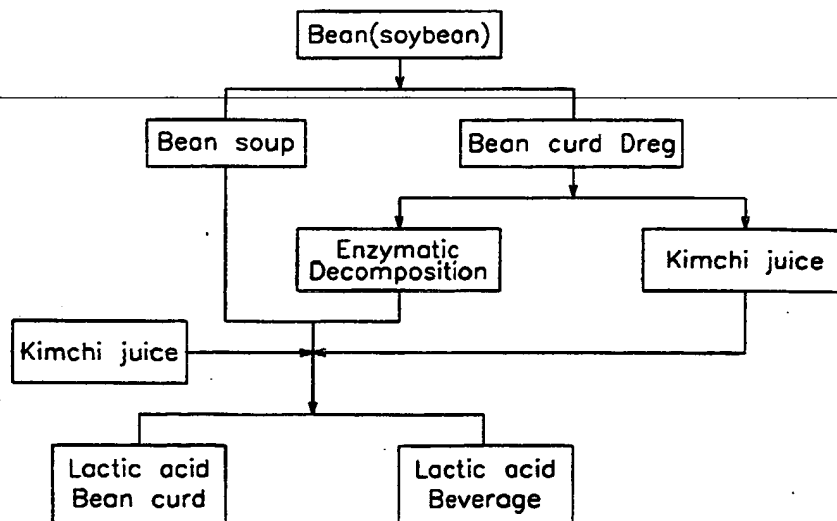 Bean(soybean)
Bean soup
Bean curd Dreg
Enzymatic
Decomposition
Kimchi juice
Kimchi juice
Lactic acid
Bean curd
Lactic acid
Beverage